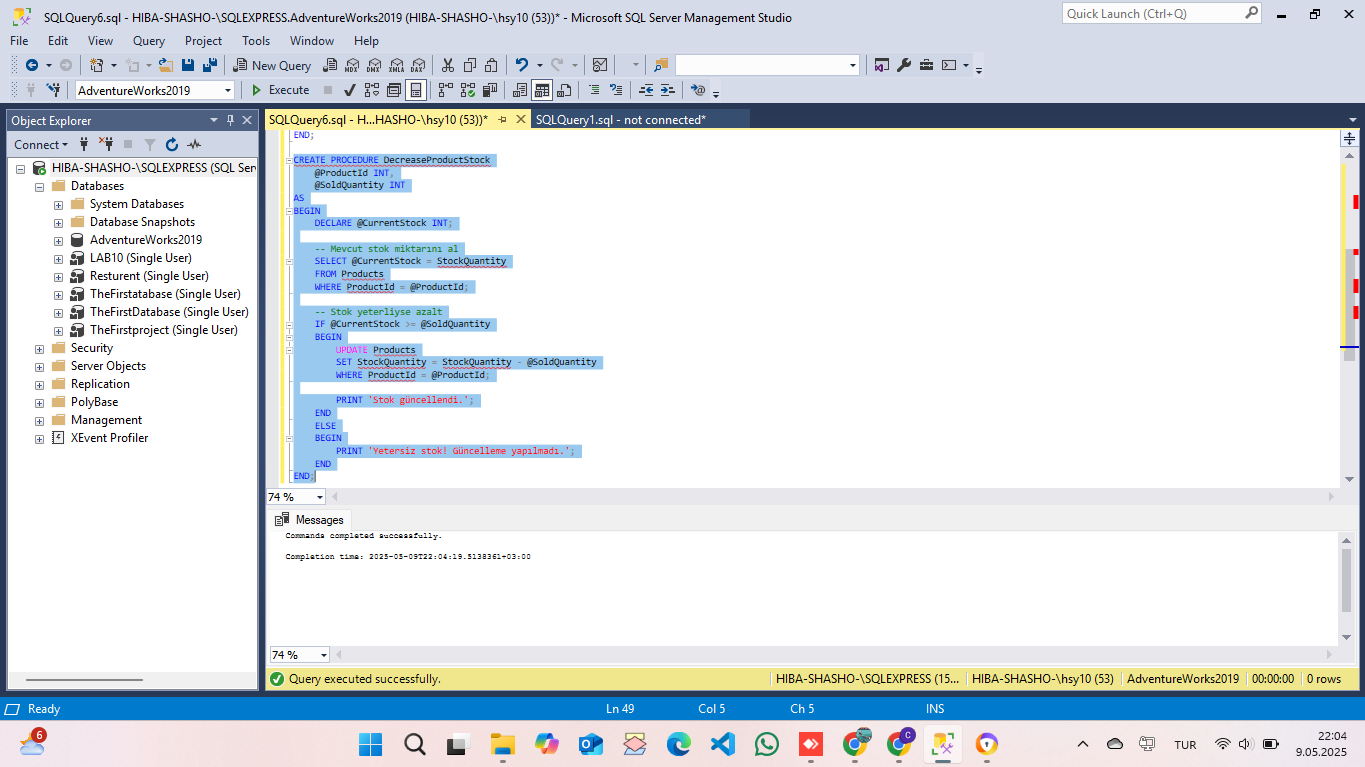 SQLQuery6.sql - HIBA-SHASHO-\SQLEXPRESS.AdventureWorks2019 (HIBA-SHASHO-\hsy10 (53))* - Microsoft SQL Server Management Studio
Quick Launch (Ctrl+Q)
File Edit View Query Project Tools Window Help
New Query MDX DMX XMLA DAX
AdventureWorks2019 Execute
Object Explorer
Connect
HIBA-SHASHO-\SQLEXPRESS (SQL Ser
Databases
System Databases
Database Snapshots
AdventureWorks2019
LAB10 (Single User)
Resturent (Single User)
TheFirstatabase (Single User)
TheFirstDatabase (Single User)
TheFirstproject (Single User)
Security
Server Objects
Replication
PolyBase
Management
XEvent Profiler
SQLQuery6.sql - H...HASHO-\hsy10 (53))* SQLQuery1.sql - not connected*
END;
CREATE PROCEDURE DecreaseProductStock
@ProductId INT,
@SoldQuantity INT
AS
BEGIN
DECLARE @CurrentStock INT;
-- Mevcut stok miktarını al
SELECT @CurrentStock = StockQuantity
FROM Products
WHERE ProductId = @ProductId;
-- Stok yeterliyse azalt
IF @CurrentStock >= @SoldQuantity
BEGIN
UPDATE Products
SET StockQuantity = StockQuantity - @SoldQuantity
WHERE ProductId = @ProductId;
PRINT 'Stok güncellendi.';
END
ELSE
BEGIN
PRINT 'Yetersiz stok! Güncelleme yapılmadı.';
END
END;
74 %
Messages
Commands completed successfully.
Completion time: 2025-05-09T22:04:19.5138361+03:00
74 %
Query executed successfully. HIBA-SHASHO-\SQLEXPRESS (15... HIBA-SHASHO-\hsy10 (53) AdventureWorks2019 00:00:00 0 rows
Ready Ln 49 Col 5 Ch 5 INS
6
C
TUR
22:04
9.05.2025